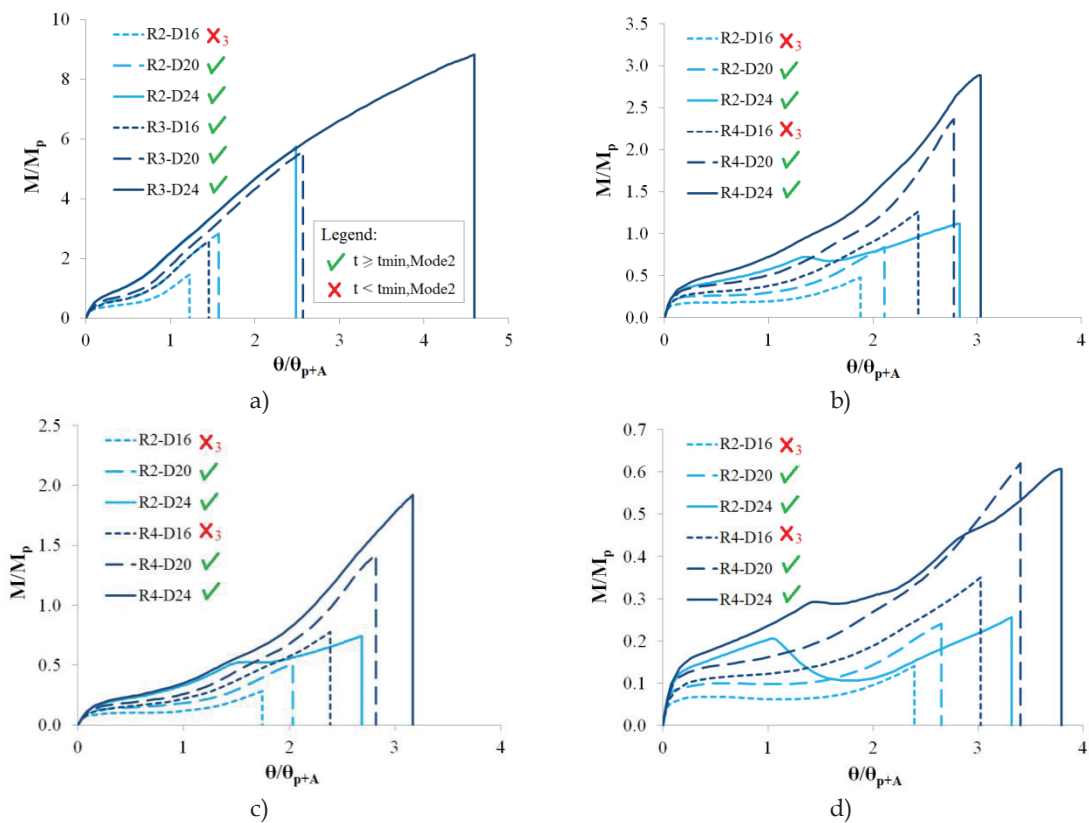 10
8
6
4
2
0
M/Mp
R2-D16 ✗3
R2-D20 ✓
R2-D24 ✓
R3-D16 ✓
R3-D20 ✓
R3-D24 ✓
Legend:
✓ t ⩾ tmin,Mode2
✗ t < tmin,Mode2
0 1 2 3 4 5
θ/θp+A
a)
3.5
3.0
2.5
2.0
1.5
1.0
0.5
0.0
M/Mp
R2-D16 ✗3
R2-D20 ✓
R2-D24 ✓
R4-D16 ✗3
R4-D20 ✓
R4-D24 ✓
0 1 2 3 4
θ/θp+A
b)
2.5
2.0
1.5
1.0
0.5
0.0
M/Mp
R2-D16 ✗3
R2-D20 ✓
R2-D24 ✓
R4-D16 ✗3
R4-D20 ✓
R4-D24 ✓
0 1 2 3 4
θ/θp+A
c)
0.7
0.6
0.5
0.4
0.3
0.2
0.1
0.0
M/Mp
R2-D16 ✗3
R2-D20 ✓
R2-D24 ✓
R4-D16 ✗3
R4-D20 ✓
R4-D24 ✓
0 1 2 3 4
θ/θp+A
d)